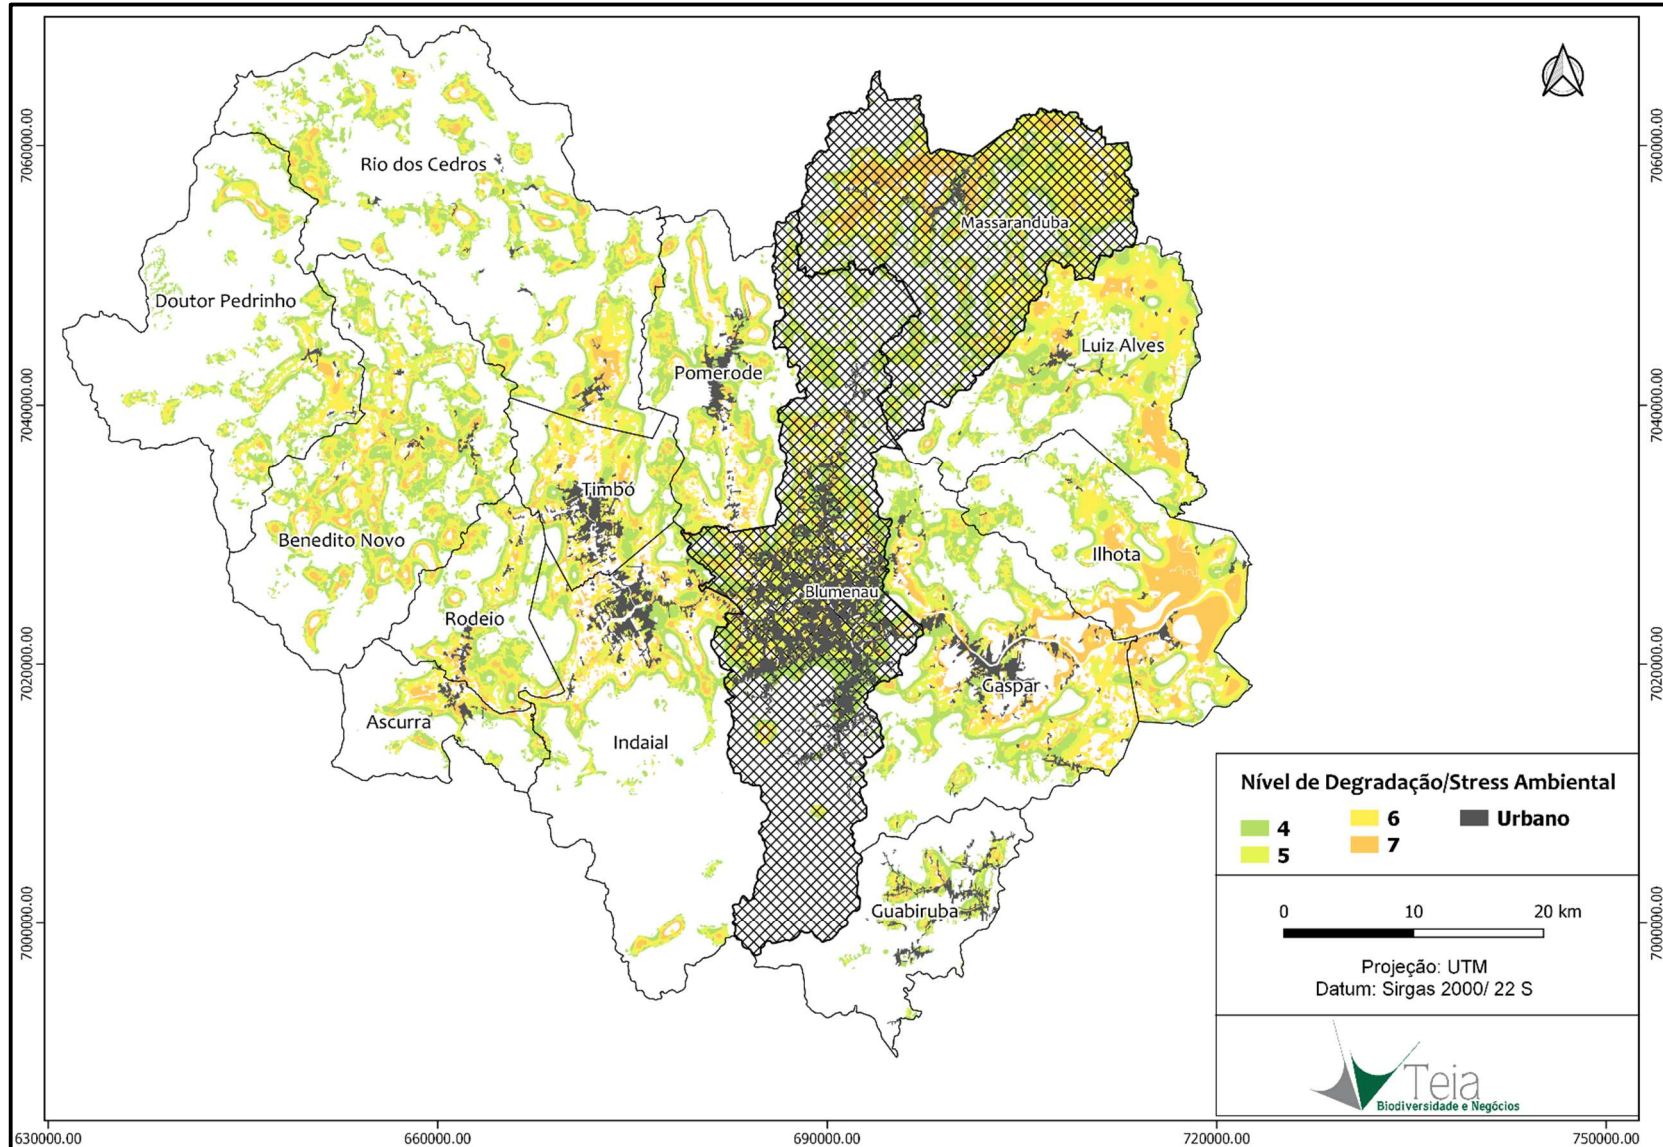 Rio dos Cedros
Massaranduba
Doutor Pedrinho
Luiz Alves
Pomerode
Timbó
Benedito Novo
Ilhota
Blumenau
Rodeio
Gaspar
Ascurra
Indaial
Guabiruba
7060000.00
7040000.00
7020000.00
7000000.00
7060000.00
7040000.00
7020000.00
7000000.00
Nível de Degradação/Stress Ambiental
4 6 Urbano
5 7
0 10 20 km
Projeção: UTM
Datum: Sirgas 2000/ 22 S
Teia
Biodiversidade e Negócios
630000.00 660000.00 690000.00 720000.00 750000.00